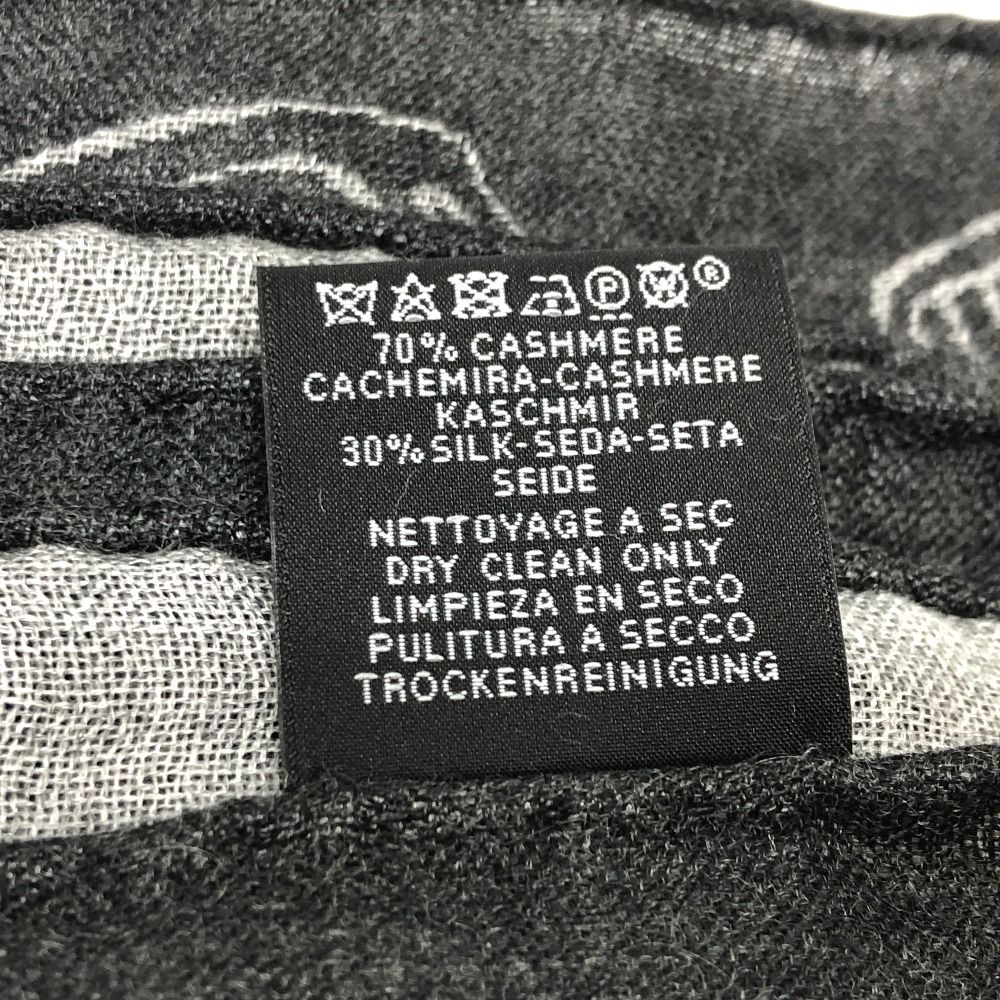 P W ®
70% CASHMERE
CACHEMIRA-CASHMERE
KASCHMIR
30% SILK-SEDA-SETA
SEIDE
NETTOYAGE A SEC
DRY CLEAN ONLY
LIMPIEZA EN SECO
PULITURA A SECCO
TROCKENREINIGUNG